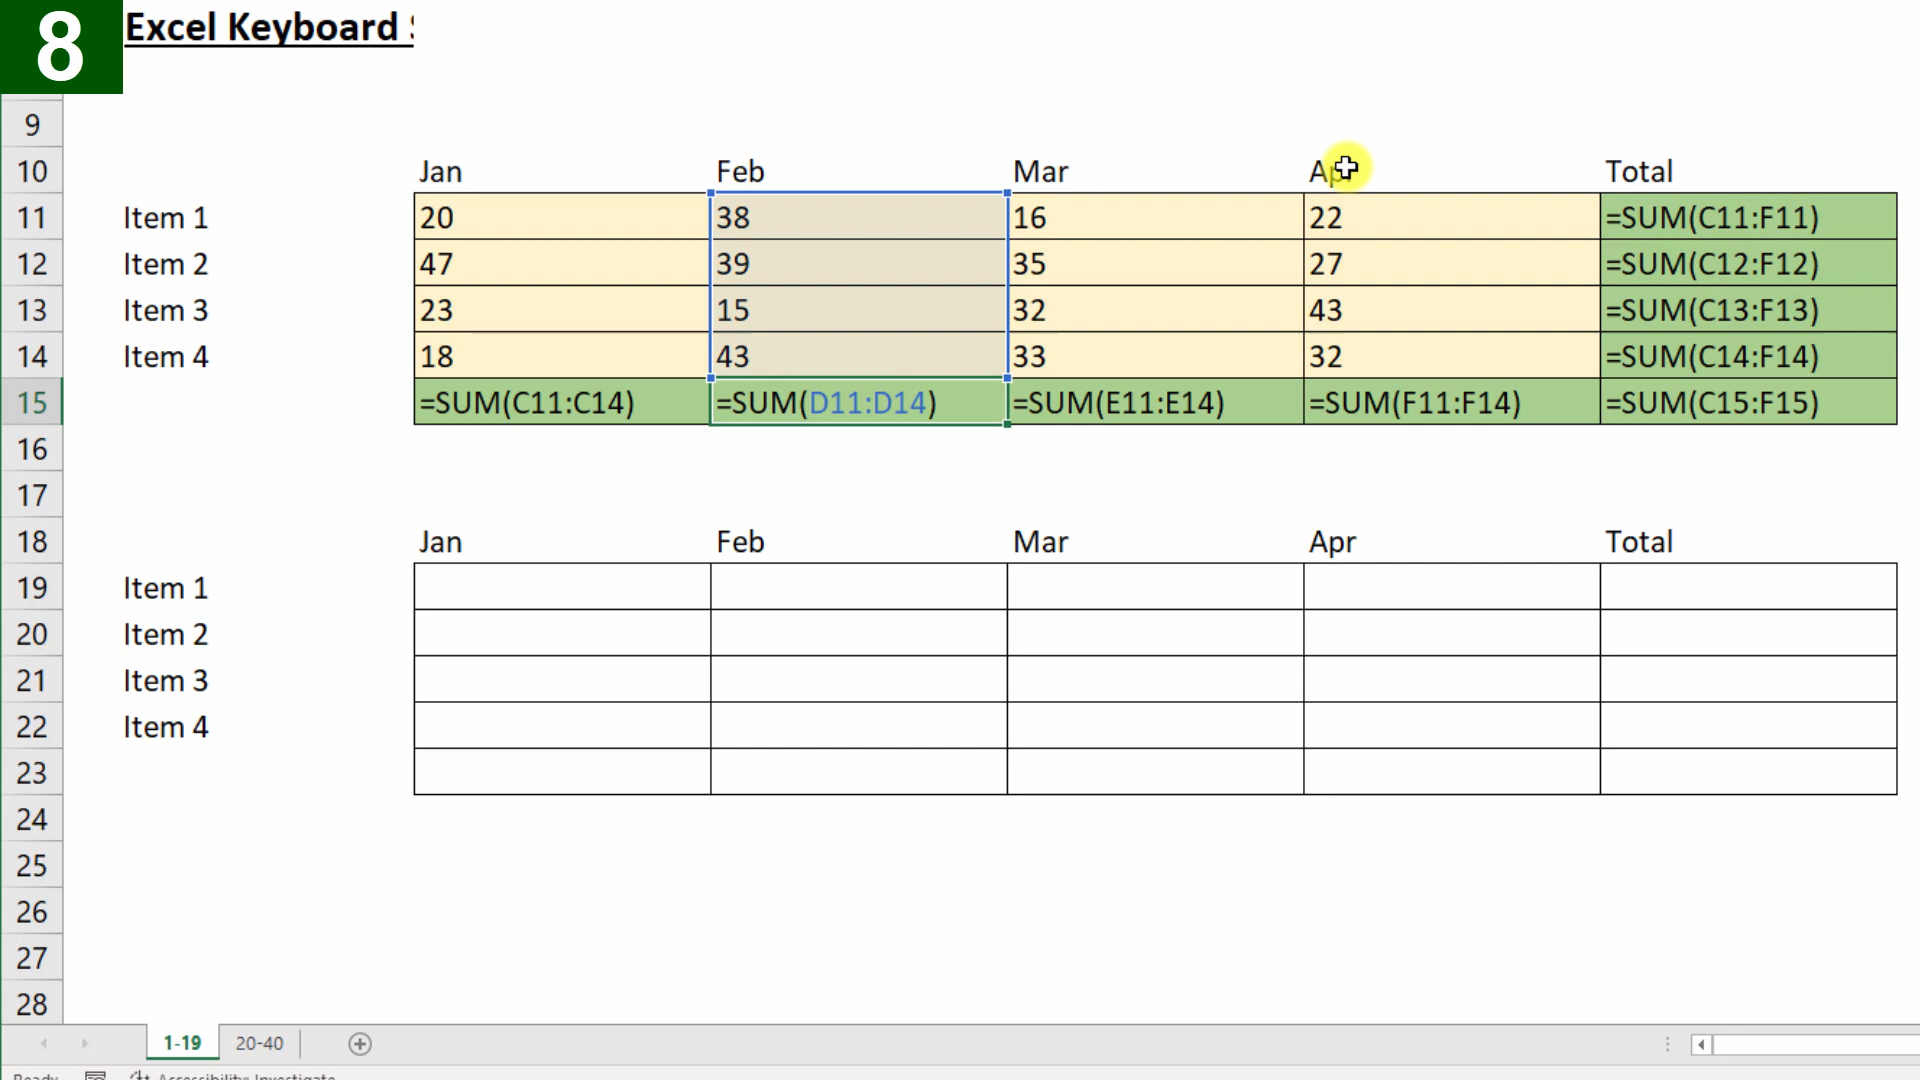 8
Excel Keyboard
9
10 Jan Feb Mar Apr Total
11 Item 1 20 38 16 22 =SUM(C11:F11)
12 Item 2 47 39 35 27 =SUM(C12:F12)
13 Item 3 23 15 32 43 =SUM(C13:F13)
14 Item 4 18 43 33 32 =SUM(C14:F14)
15 =SUM(C11:C14) =SUM(D11:D14) =SUM(E11:E14) =SUM(F11:F14) =SUM(C15:F15)
16
17
18 Jan Feb Mar Apr Total
19 Item 1
20 Item 2
21 Item 3
22 Item 4
23
24
25
26
27
28
1-19 20-40
Ready Accessibility: Investigate